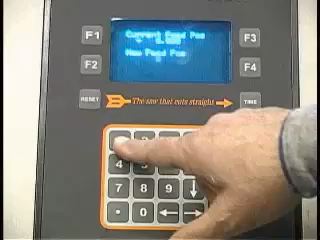 Current Feed Pos
New Feed Pos
F1
F3
F2
F4
RESET
The saw that cuts straight
TIME
4
7 8 9
. 0